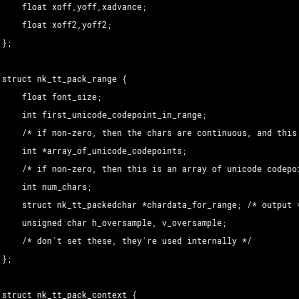 float xoff,yoff,xadvance;
float xoff2,yoff2;
};
struct nk_tt_pack_range {
float font_size;
int first_unicode_codepoint_in_range;
/* if non-zero, then the chars are continuous, and this
int *array_of_unicode_codepoints;
/* if non-zero, then this is an array of unicode codepoi
int num_chars;
struct nk_tt_packedchar *chardata_for_range; /* output *
unsigned char h_oversample, v_oversample;
/* don't set these, they're used internally */
};
struct nk_tt_pack_context {